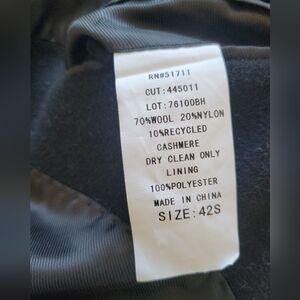 RN#51711
CUT:445011
LOT:76100BH
70%WOOL 20%NYLON
10%RECYCLED
CASHMERE
DRY CLEAN ONLY
LINING
100%POLYESTER
MADE IN CHINA
SIZE:42S